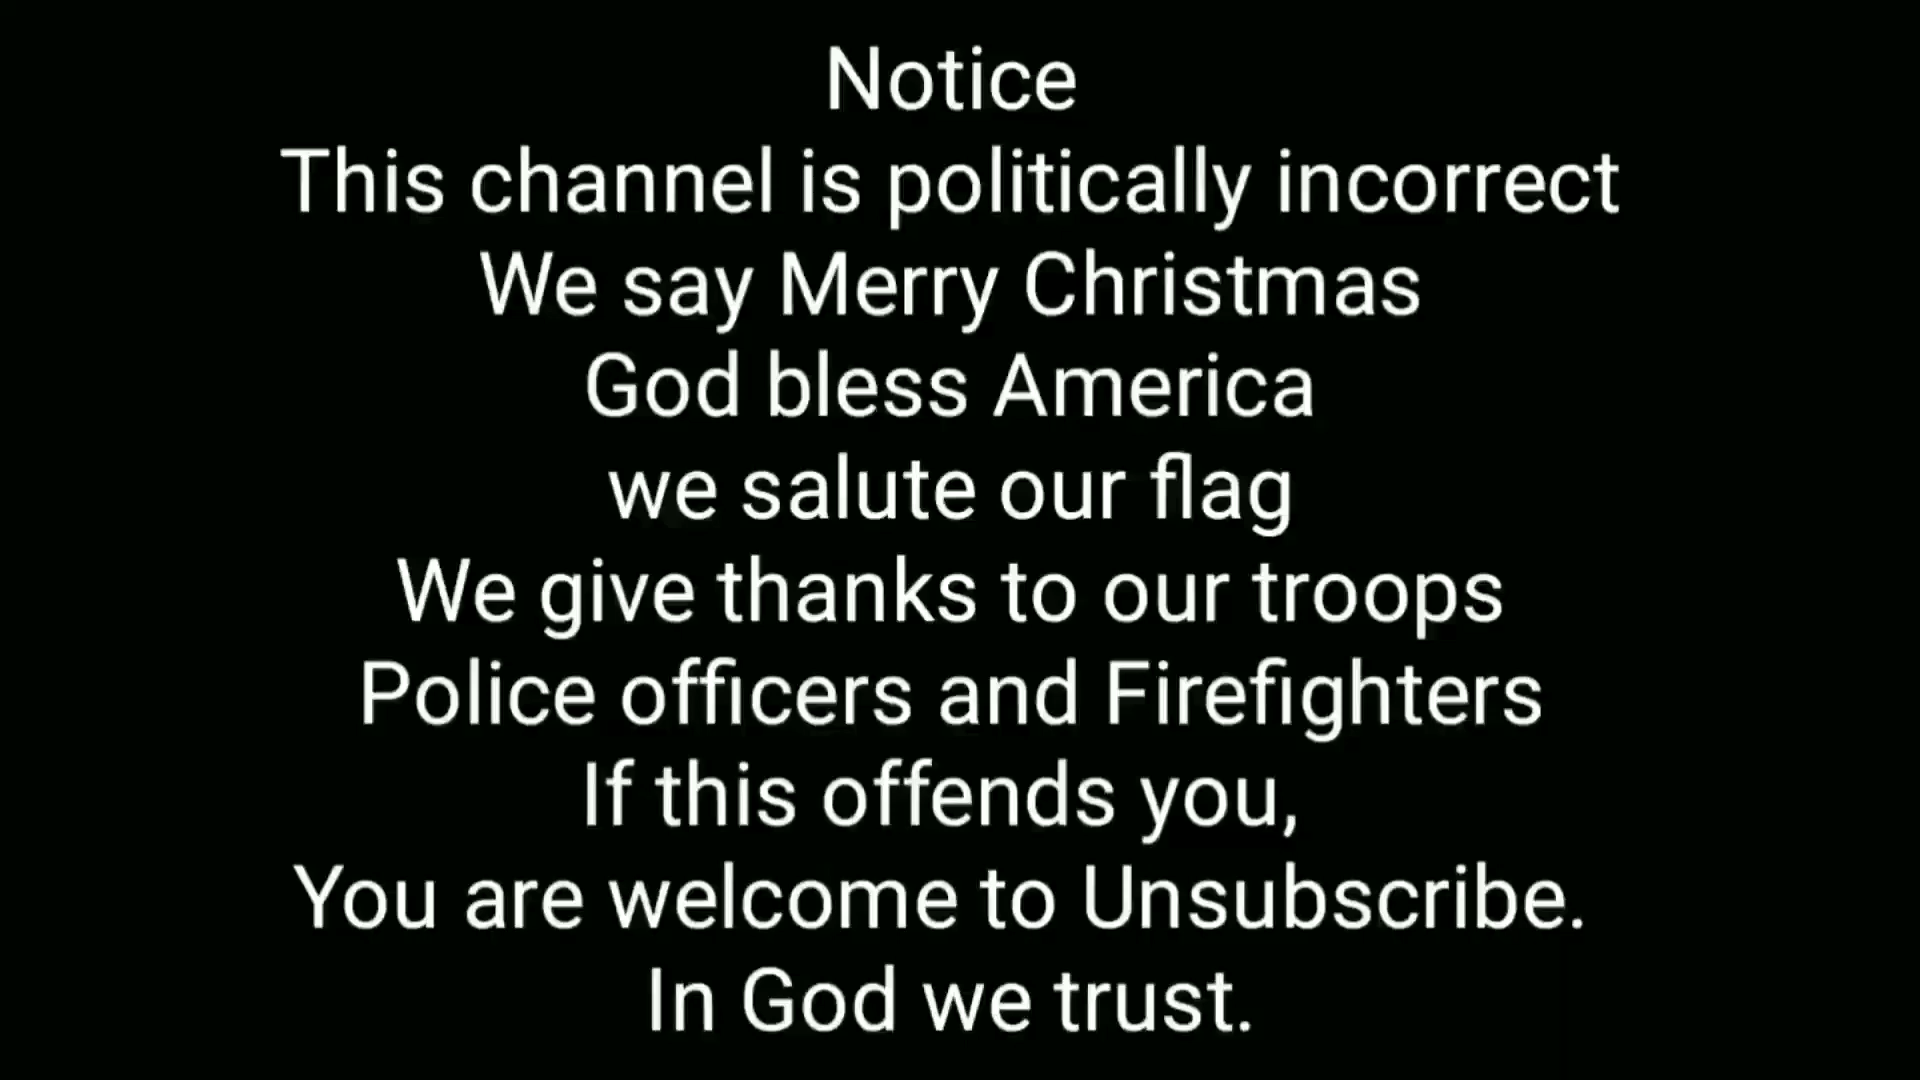 Notice
This channel is politically incorrect
We say Merry Christmas
God bless America
we salute our flag
We give thanks to our troops
Police officers and Firefighters
If this offends you,
You are welcome to Unsubscribe.
In God we trust.